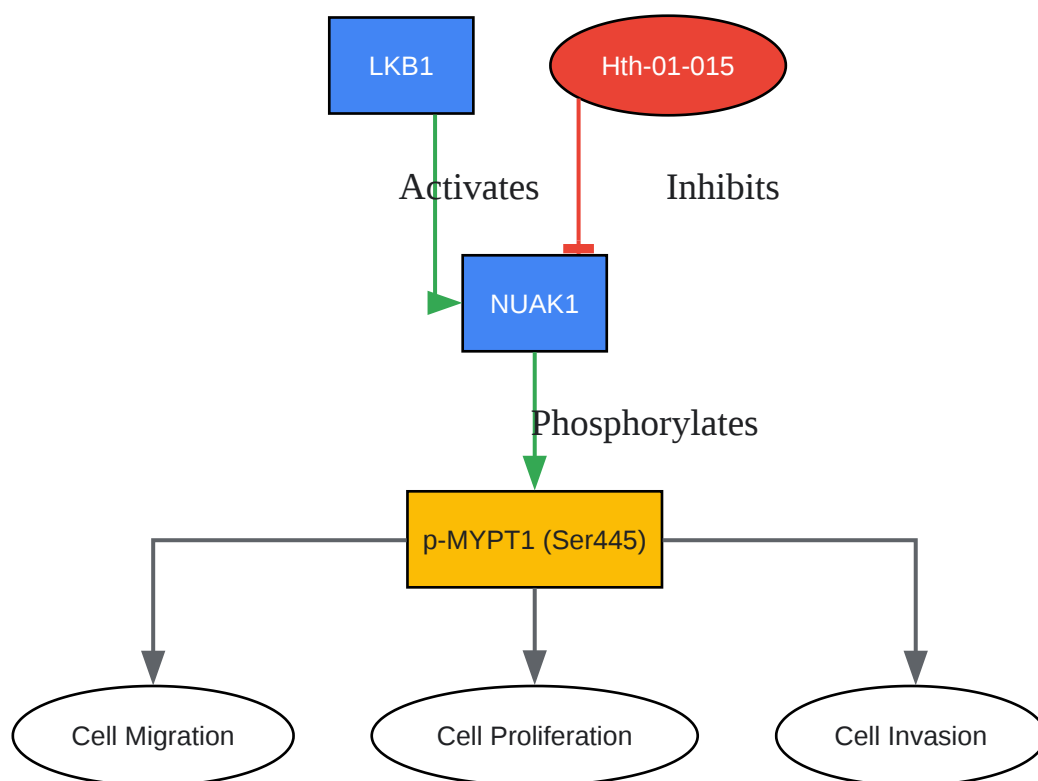 LKB1
Hth-01-015
Activates
Inhibits
NUAK1
Phosphorylates
p-MYPT1 (Ser445)
Cell Migration
Cell Proliferation
Cell Invasion